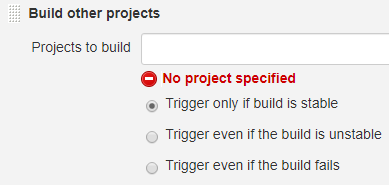 Build other projects
Projects to build
No project specified
Trigger only if build is stable
Trigger even if the build is unstable
Trigger even if the build fails